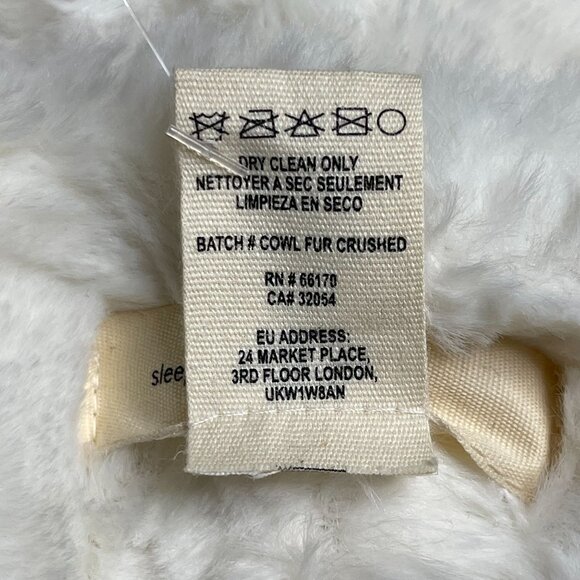 DRY CLEAN ONLY
NETTOYER A SEC SEULEMENT
LIMPIEZA EN SECO
BATCH # COWL FUR CRUSHED
RN # 66170
CA# 32054
EU ADDRESS:
24 MARKET PLACE,
3RD FLOOR LONDON,
UKW1W8AN
slee